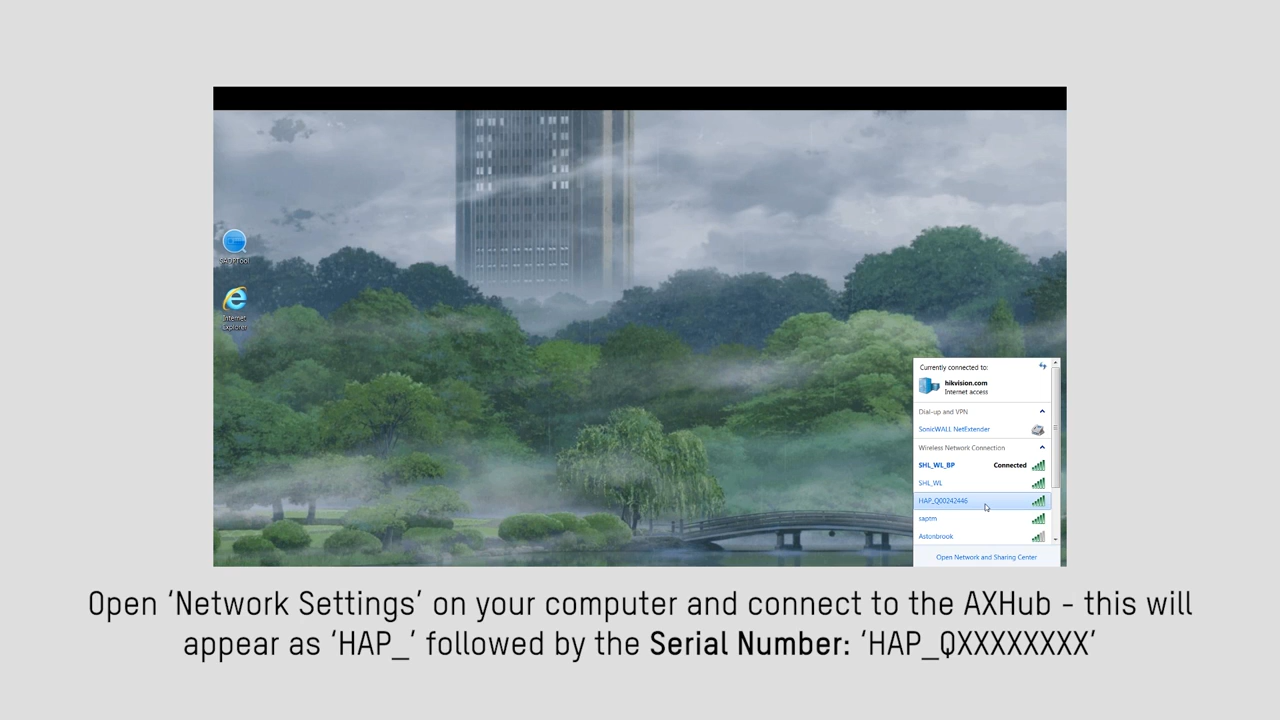 SADPTool
Internet
Explorer
Currently connected to:
hikvision.com
Internet access
Dial-up and VPN
SonicWALL NetExtender
Wireless Network Connection
SHL_WL_BP Connected
SHL_WL
HAP_Q00242446
saptm
Astonbrook
Open Network and Sharing Center
Open ‘Network Settings’ on your computer and connect to the AXHub - this will
appear as ‘HAP_’ followed by the Serial Number: ‘HAP_QXXXXXXXX’